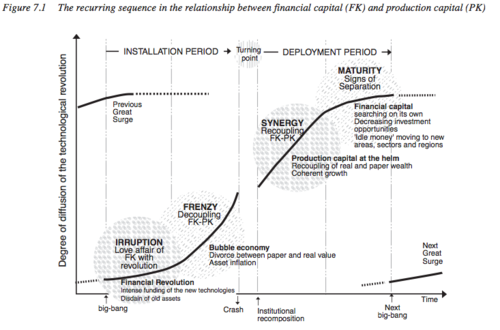 Figure 7.1 The recurring sequence in the relationship between financial capital (FK) and production capital (PK)
INSTALLATION PERIOD
Turning
point
DEPLOYMENT PERIOD
MATURITY
Signs of
Separation
Previous
Great
Surge
Financial capital
searching on its own
Decreasing investment
opportunities
'Idle money' moving to new
areas, sectors and regions
SYNERGY
Recoupling
FK-PK
Production capital at the helm
Recoupling of real and paper wealth
Coherent growth
FRENZY
Decoupling
FK-PK
IRRUPTION
Love affair of
FK with
revolution
Bubble economy
Divorce between paper and real value
Asset inflation
Financial Revolution
Intense funding of the new technologies
Disdain of old assets
Next
Great
Surge
Degree of diffusion of the technological revolution
Time
big-bang
Crash
Institutional
recomposition
Next
big-bang